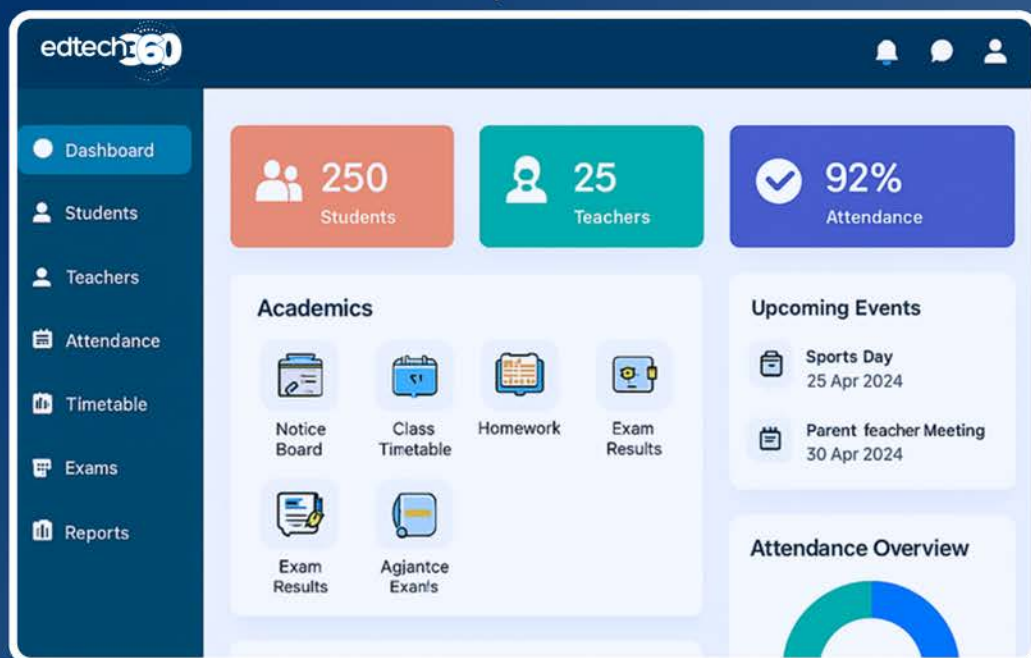 edtech360
Dashboard
Students
Teachers
Attendance
Timetable
Exams
Reports
250
Students
25
Teachers
92%
Attendance
Academics
Notice
Board
Class
Timetable
Homework
Exam
Results
Exam
Results
Agjantce
Exanls
Upcoming Events
Sports Day
25 Apr 2024
Parent feacher Meeting
30 Apr 2024
Attendance Overview